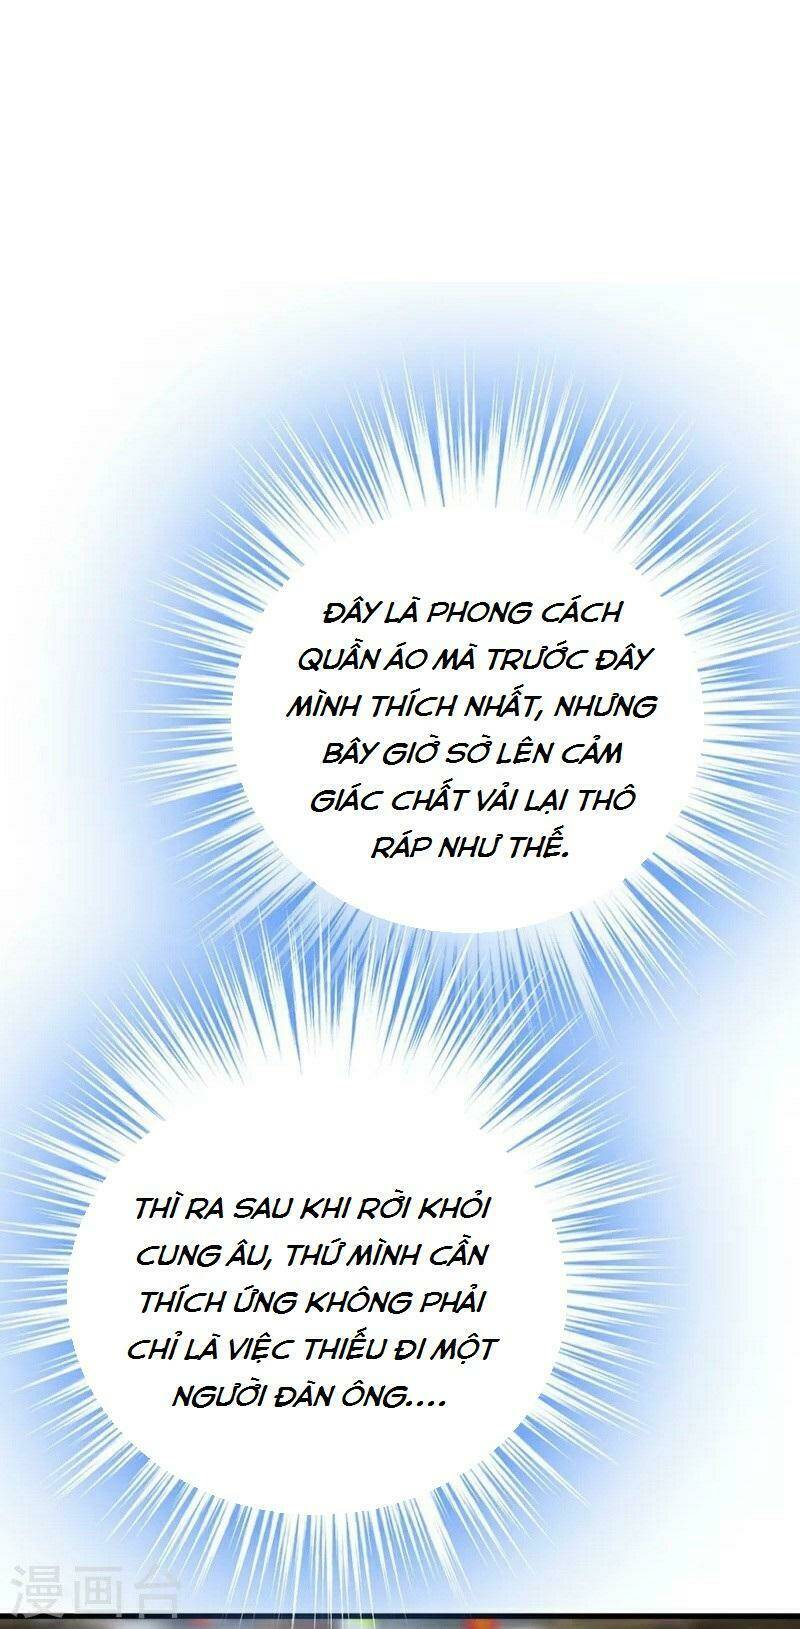 ĐÂY LÀ PHONG CÁCH
QUẦN ÁO MÀ TRƯỚC ĐÂY
MÌNH THÍCH NHẤT, NHƯNG
BÂY GIỜ SỜ LÊN CẢM
GIÁC CHẤT VẢI LẠI THÔ
RÁP NHƯ THẾ.
THÌ RA SAU KHI RỜI KHỎI
CUNG ÂU, THỨ MÌNH CẦN
THÍCH ỨNG KHÔNG PHẢI
CHỈ LÀ VIỆC THIẾU ĐI MỘT
NGƯỜI ĐÀN ÔNG....
漫画台